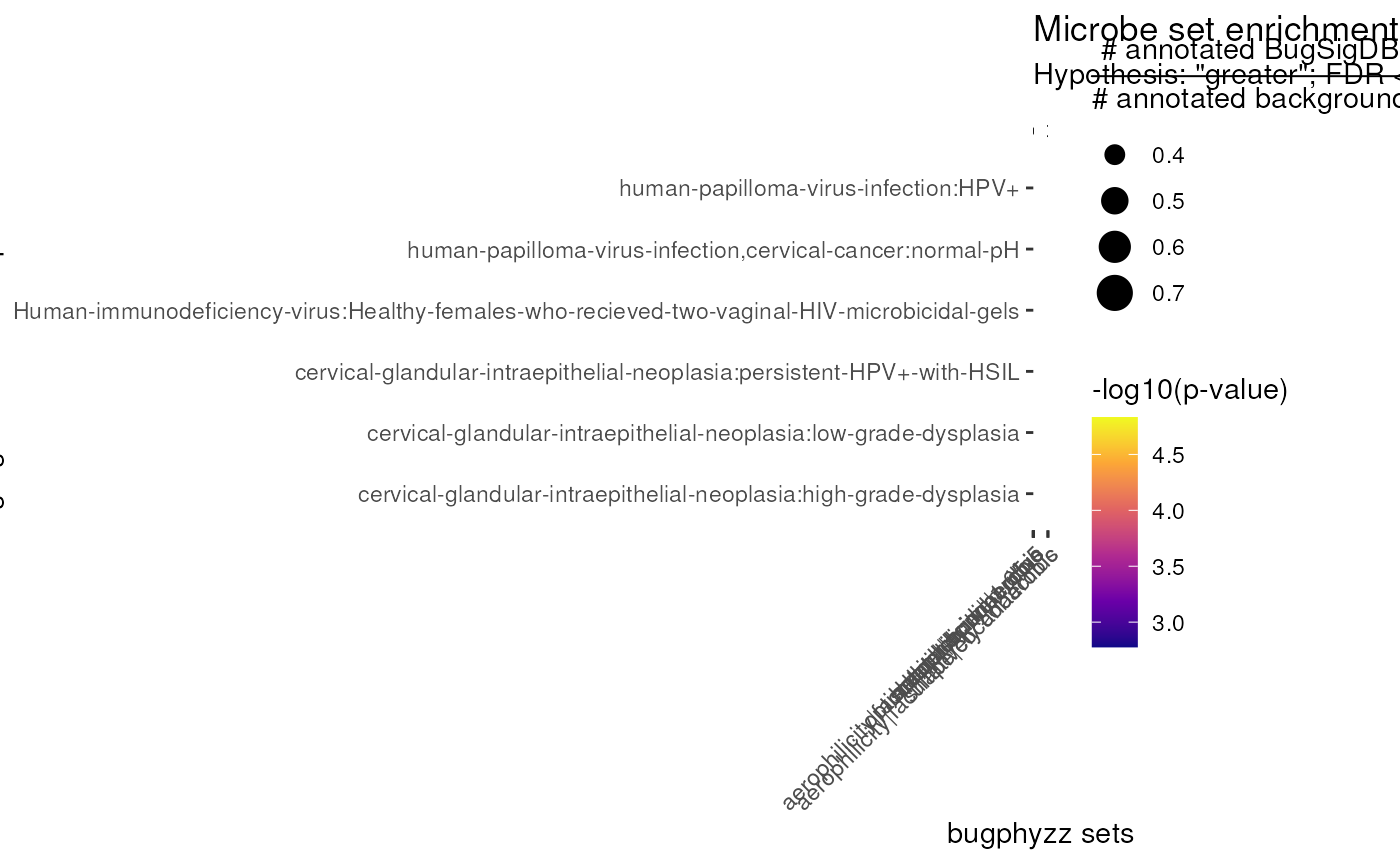 Microbe set enrichment
# annotated BugSigDB
Hypothesis: "greater"; FDR <
# annotated background
0.4
0.5
0.6
0.7
human-papilloma-virus-infection:HPV+
human-papilloma-virus-infection,cervical-cancer:normal-pH
Human-immunodeficiency-virus:Healthy-females-who-recieved-two-vaginal-HIV-microbicidal-gels
cervical-glandular-intraepithelial-neoplasia:persistent-HPV+-with-HSIL
cervical-glandular-intraepithelial-neoplasia:low-grade-dysplasia
cervical-glandular-intraepithelial-neoplasia:high-grade-dysplasia
-log10(p-value)
4.5
4.0
3.5
3.0
bugphyzz sets